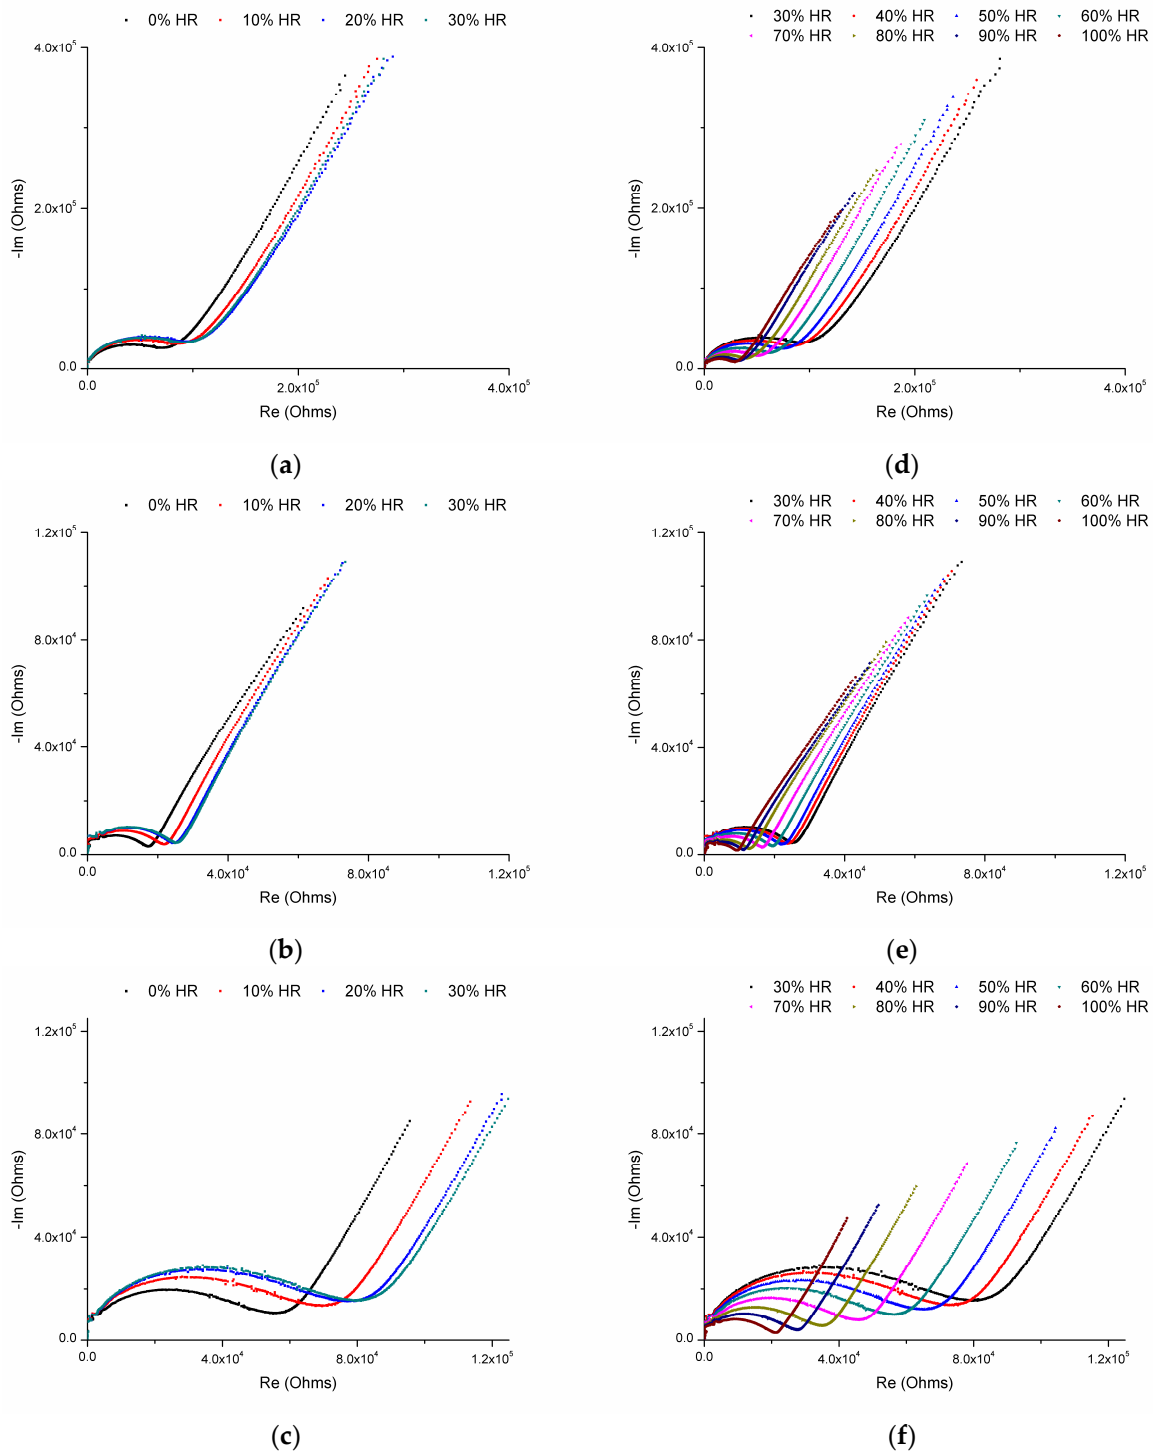 0% HR 10% HR 20% HR 30% HR
4.0x10⁵
2.0x10⁵
0.0
-Im (Ohms)
0.0 2.0x10⁵ 4.0x10⁵
Re (Ohms)
(a)
30% HR 40% HR 50% HR 60% HR
70% HR 80% HR 90% HR 100% HR
4.0x10⁵
2.0x10⁵
0.0
-Im (Ohms)
0.0 2.0x10⁵ 4.0x10⁵
Re (Ohms)
(d)
0% HR 10% HR 20% HR 30% HR
1.2x10⁵
8.0x10⁴
4.0x10⁴
0.0
-Im (Ohms)
0.0 4.0x10⁴ 8.0x10⁴ 1.2x10⁵
Re (Ohms)
(b)
30% HR 40% HR 50% HR 60% HR
70% HR 80% HR 90% HR 100% HR
1.2x10⁵
8.0x10⁴
4.0x10⁴
0.0
-Im (Ohms)
0.0 4.0x10⁴ 8.0x10⁴ 1.2x10⁵
Re (Ohms)
(e)
0% HR 10% HR 20% HR 30% HR
1.2x10⁵
8.0x10⁴
4.0x10⁴
0.0
-Im (Ohms)
0.0 4.0x10⁴ 8.0x10⁴ 1.2x10⁵
Re (Ohms)
(c)
30% HR 40% HR 50% HR 60% HR
70% HR 80% HR 90% HR 100% HR
1.2x10⁵
8.0x10⁴
4.0x10⁴
0.0
-Im (Ohms)
0.0 4.0x10⁴ 8.0x10⁴ 1.2x10⁵
Re (Ohms)
(f)